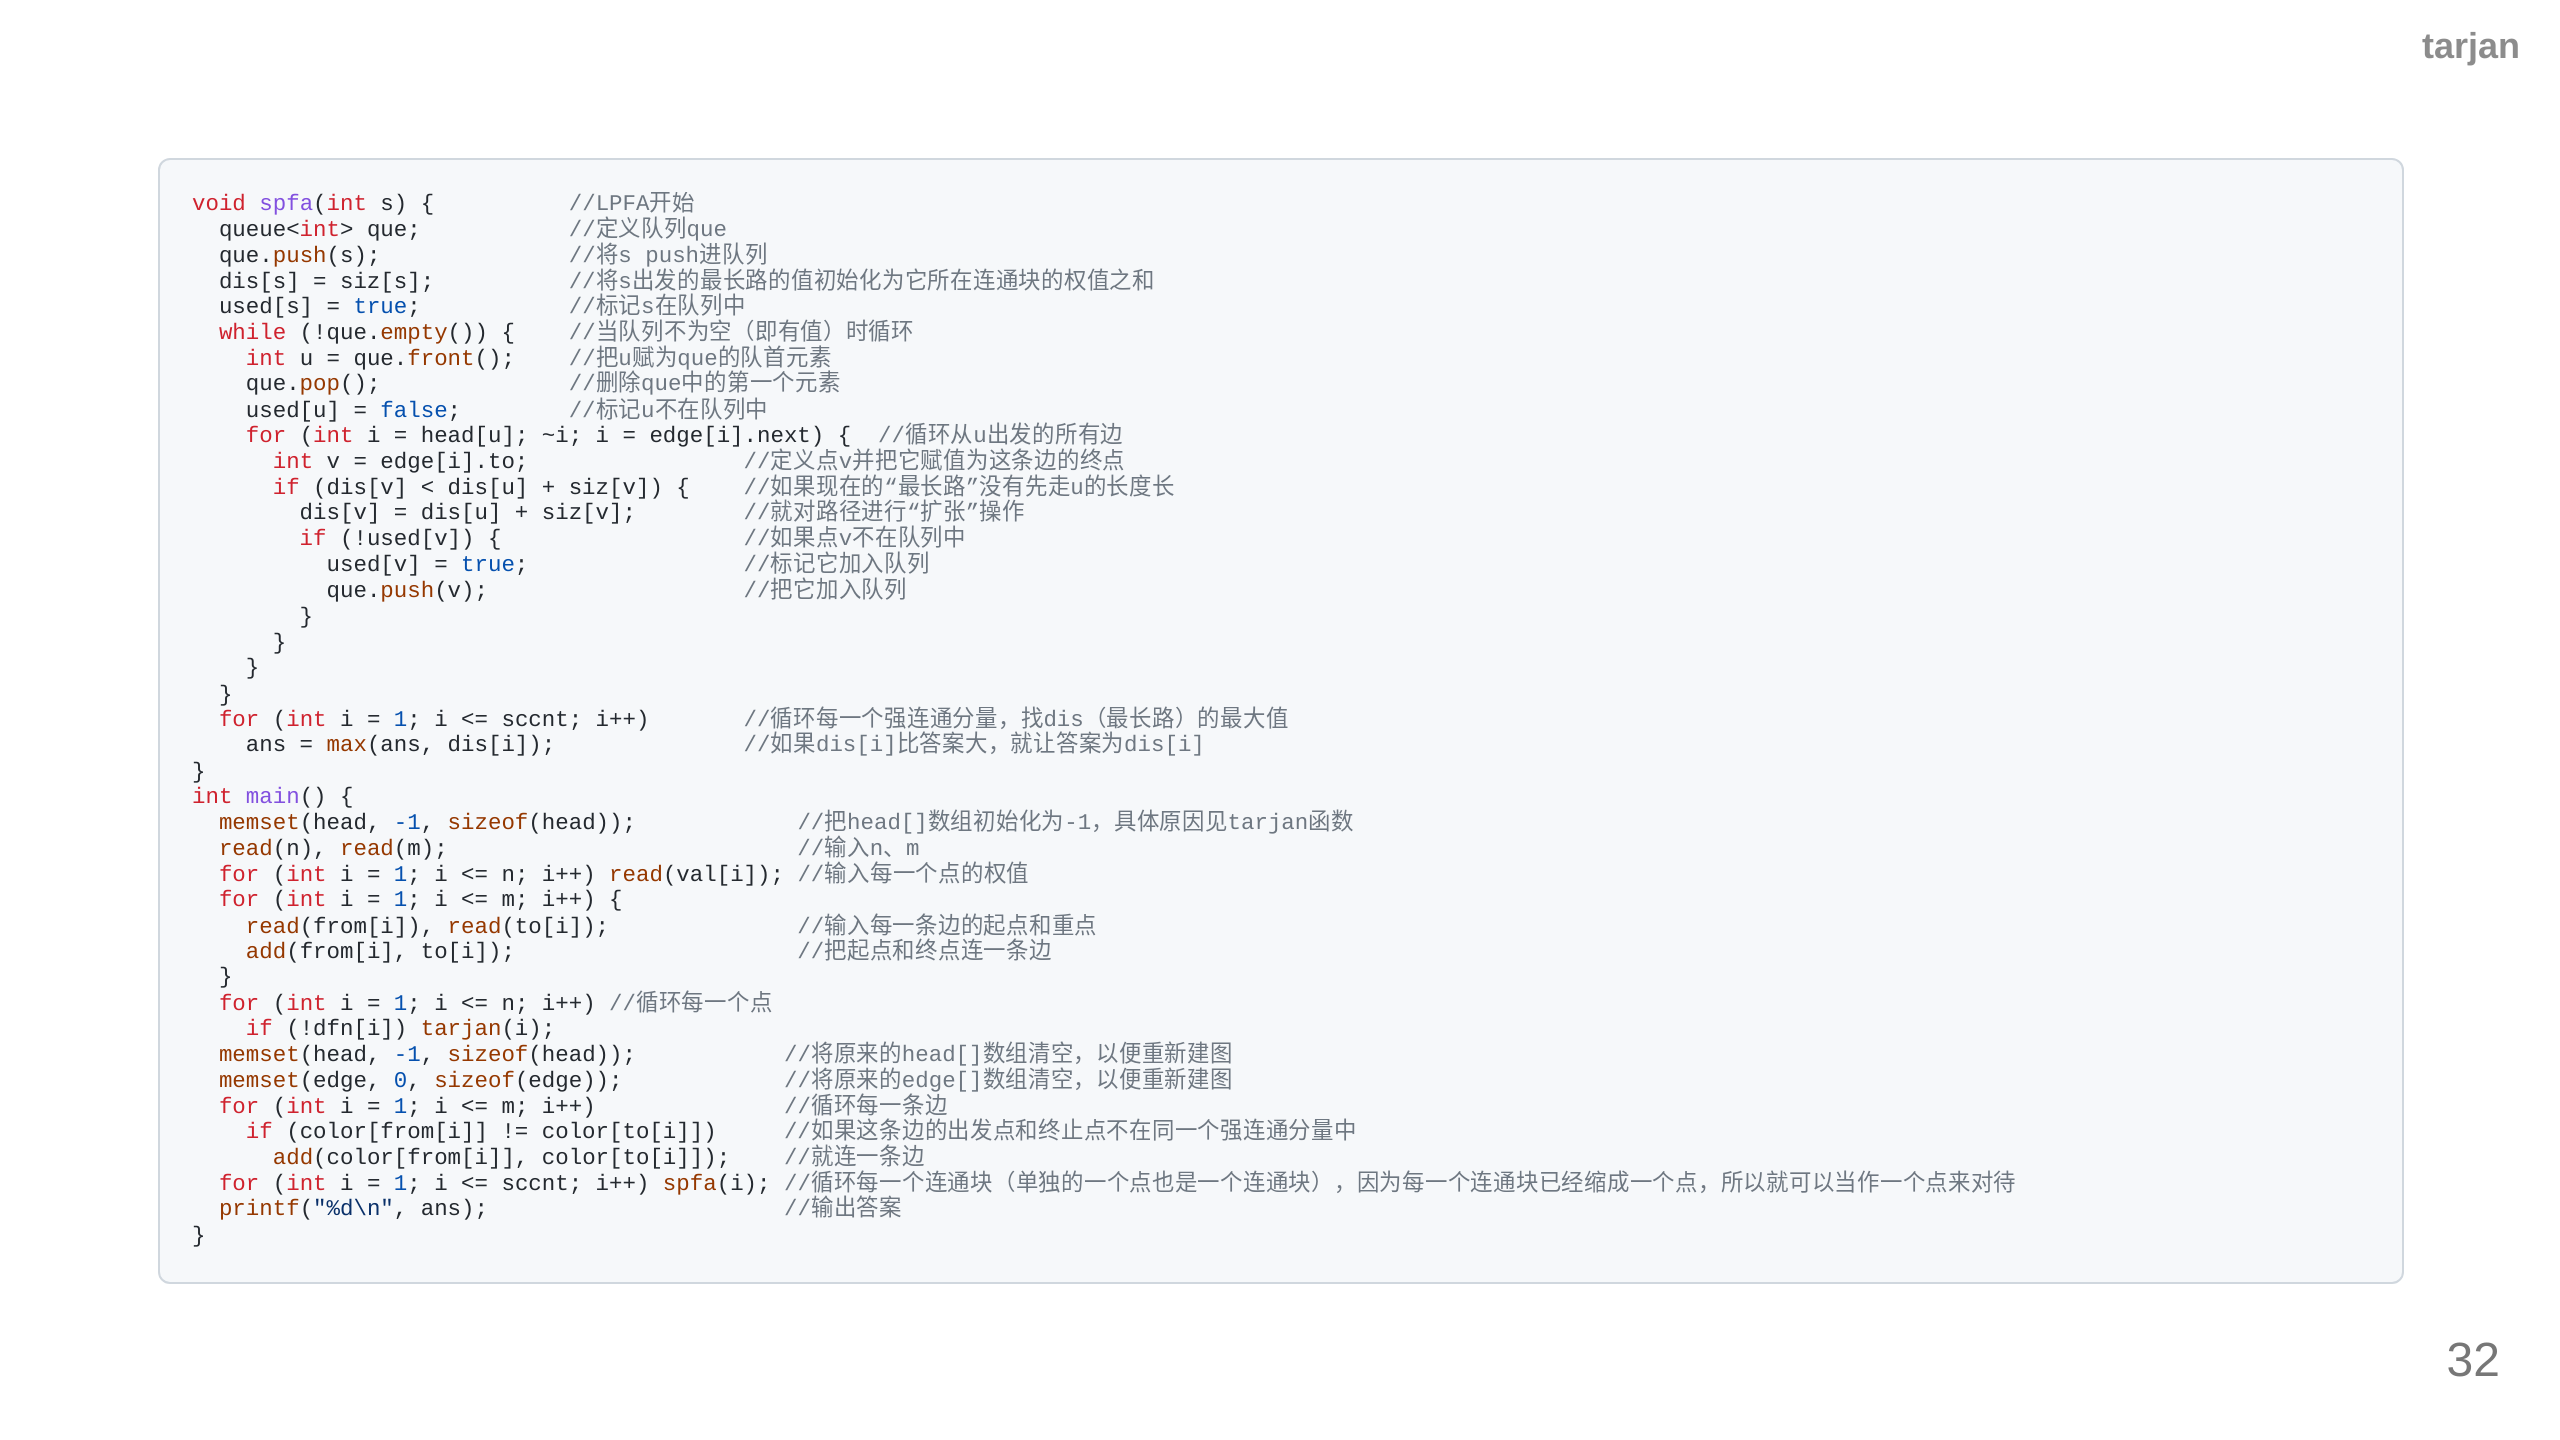 tarjan
void spfa(int s) {          //LPFA开始
  queue<int> que;           //定义队列que
  que.push(s);              //将s push进队列
  dis[s] = siz[s];          //将s出发的最长路的值初始化为它所在连通块的权值之和
  used[s] = true;           //标记s在队列中
  while (!que.empty()) {    //当队列不为空（即有值）时循环
    int u = que.front();    //把u赋为que的队首元素
    que.pop();              //删除que中的第一个元素
    used[u] = false;        //标记u不在队列中
    for (int i = head[u]; ~i; i = edge[i].next) {  //循环从u出发的所有边
      int v = edge[i].to;                //定义点v并把它赋值为这条边的终点
      if (dis[v] < dis[u] + siz[v]) {    //如果现在的“最长路”没有先走u的长度长
        dis[v] = dis[u] + siz[v];        //就对路径进行“扩张”操作
        if (!used[v]) {                  //如果点v不在队列中
          used[v] = true;                //标记它加入队列
          que.push(v);                   //把它加入队列
        }
      }
    }
  }
  for (int i = 1; i <= sccnt; i++)       //循环每一个强连通分量，找dis（最长路）的最大值
    ans = max(ans, dis[i]);              //如果dis[i]比答案大，就让答案为dis[i]
}
int main() {
  memset(head, -1, sizeof(head));            //把head[]数组初始化为-1，具体原因见tarjan函数
  read(n), read(m);                          //输入n、m
  for (int i = 1; i <= n; i++) read(val[i]); //输入每一个点的权值
  for (int i = 1; i <= m; i++) {
    read(from[i]), read(to[i]);              //输入每一条边的起点和重点
    add(from[i], to[i]);                     //把起点和终点连一条边
  }
  for (int i = 1; i <= n; i++) //循环每一个点
    if (!dfn[i]) tarjan(i);
  memset(head, -1, sizeof(head));           //将原来的head[]数组清空，以便重新建图
  memset(edge, 0, sizeof(edge));            //将原来的edge[]数组清空，以便重新建图
  for (int i = 1; i <= m; i++)              //循环每一条边
    if (color[from[i]] != color[to[i]])     //如果这条边的出发点和终止点不在同一个强连通分量中
      add(color[from[i]], color[to[i]]);    //就连一条边
  for (int i = 1; i <= sccnt; i++) spfa(i); //循环每一个连通块（单独的一个点也是一个连通块），因为每一个连通块已经缩成一个点，所以就可以当作一个点来对待
  printf("%d\n", ans);                      //输出答案
}
32